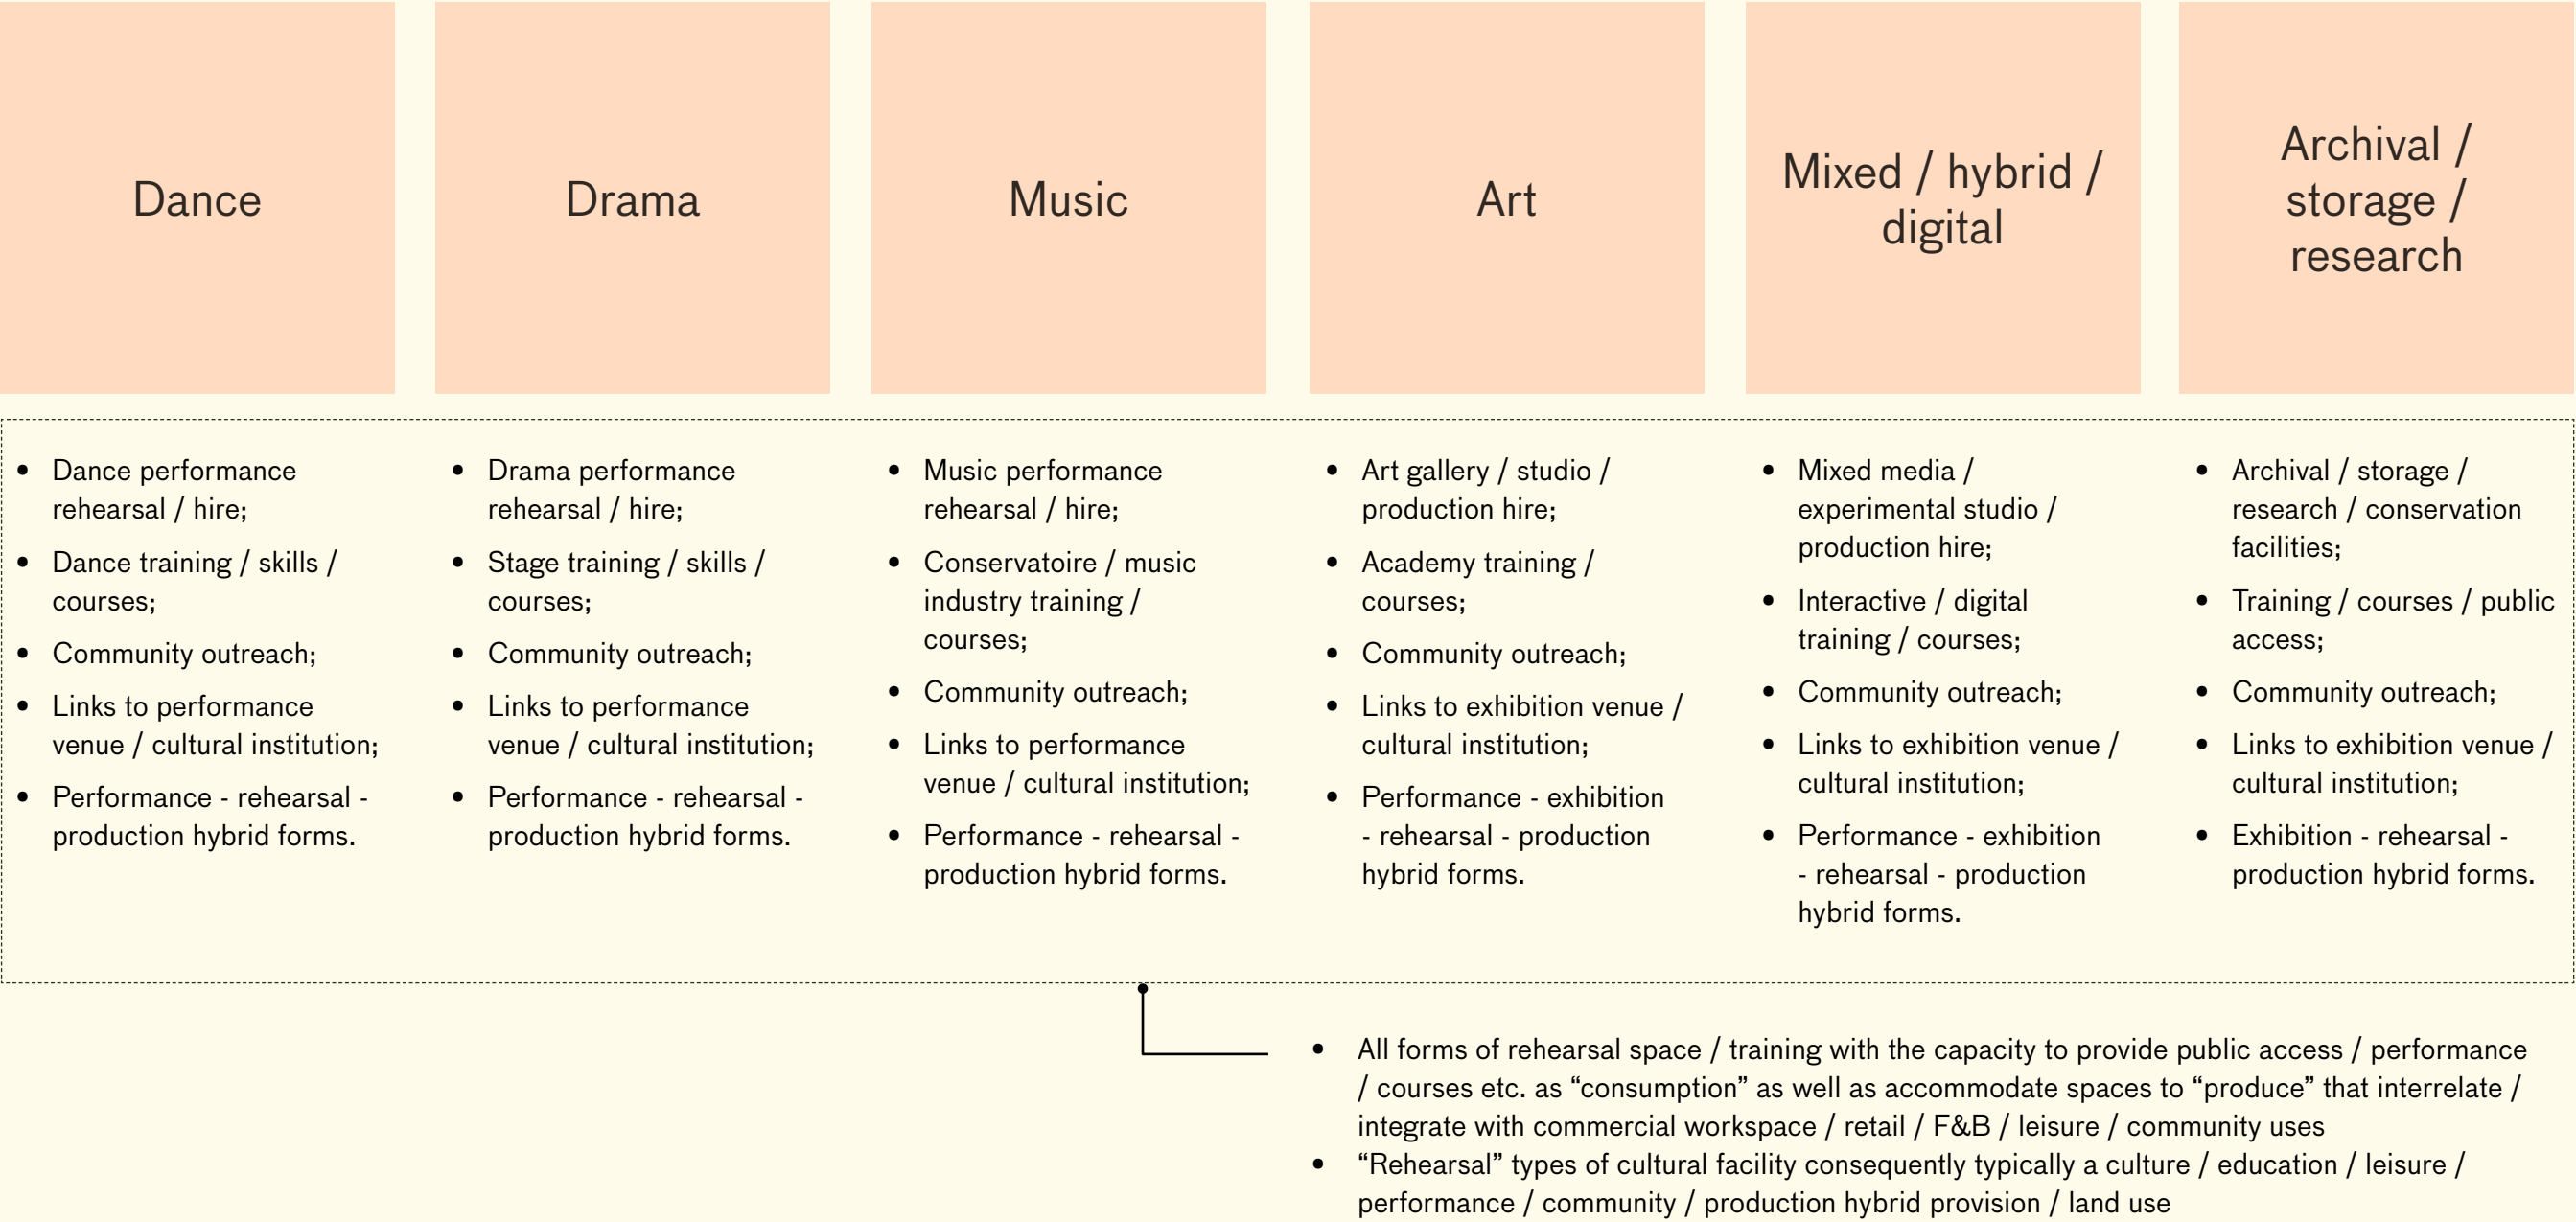 Dance
Drama
Music
Art
Mixed / hybrid /
digital
Archival /
storage /
research
• Dance performance
rehearsal / hire;
• Dance training / skills /
courses;
• Community outreach;
• Links to performance
venue / cultural institution;
• Performance - rehearsal -
production hybrid forms.
• Drama performance
rehearsal / hire;
• Stage training / skills /
courses;
• Community outreach;
• Links to performance
venue / cultural institution;
• Performance - rehearsal -
production hybrid forms.
• Music performance
rehearsal / hire;
• Conservatoire / music
industry training /
courses;
• Community outreach;
• Links to performance
venue / cultural institution;
• Performance - rehearsal -
production hybrid forms.
• Art gallery / studio /
production hire;
• Academy training /
courses;
• Community outreach;
• Links to exhibition venue /
cultural institution;
• Performance - exhibition
- rehearsal - production
hybrid forms.
• Mixed media /
experimental studio /
production hire;
• Interactive / digital
training / courses;
• Community outreach;
• Links to exhibition venue /
cultural institution;
• Performance - exhibition
- rehearsal - production
hybrid forms.
• Archival / storage /
research / conservation
facilities;
• Training / courses / public
access;
• Community outreach;
• Links to exhibition venue /
cultural institution;
• Exhibition - rehearsal -
production hybrid forms.
• All forms of rehearsal space / training with the capacity to provide public access / performance
/ courses etc. as “consumption” as well as accommodate spaces to “produce” that interrelate /
integrate with commercial workspace / retail / F&B / leisure / community uses
• “Rehearsal” types of cultural facility consequently typically a culture / education / leisure /
performance / community / production hybrid provision / land use